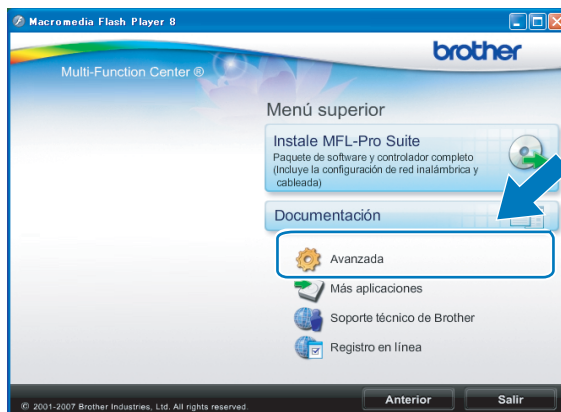 Macromedia Flash Player 8
brother
Multi-Function Center ®
Menú superior
Instale MFL-Pro Suite
Paquete de software y controlador completo
(Incluye la configuración de red inalámbrica y
cableada)
Documentación
Avanzada
Más aplicaciones
Soporte técnico de Brother
Registro en línea
Anterior
Salir
© 2001-2007 Brother Industries, Ltd. All rights reserved.